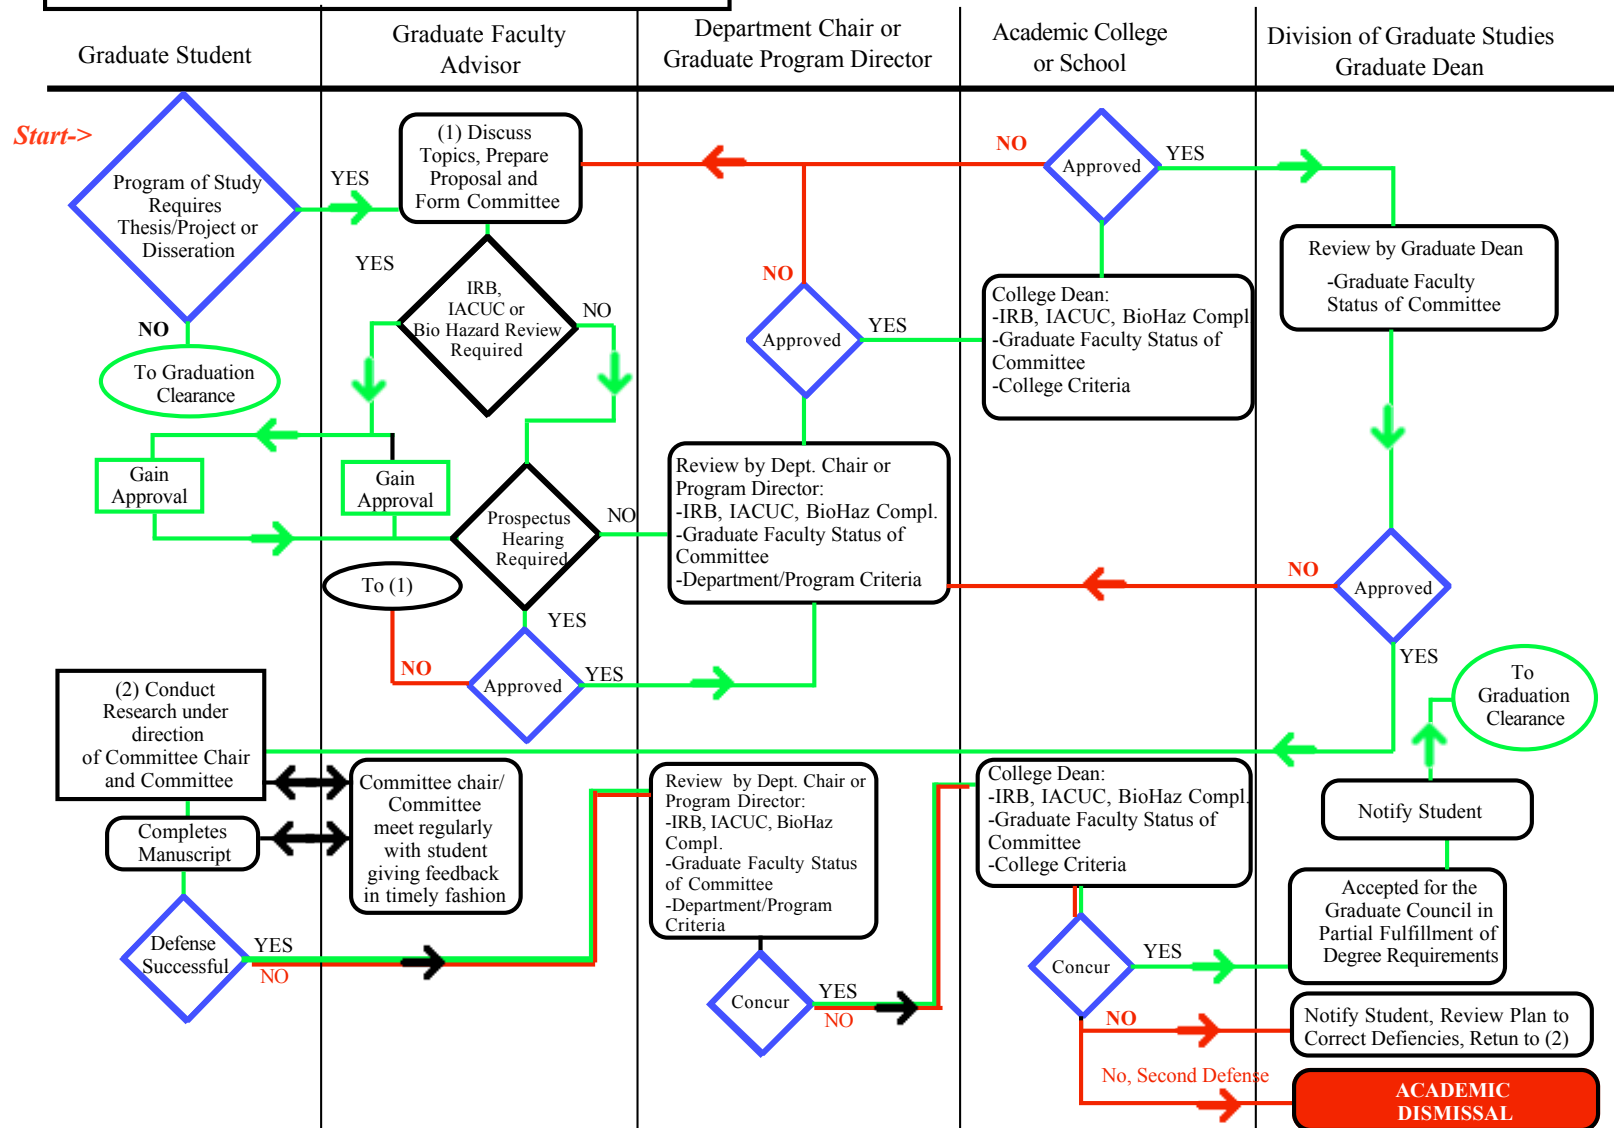 Graduate Student
Graduate Faculty
Advisor
Department Chair or
Graduate Program Director
Academic College
or School
Division of Graduate Studies
Graduate Dean
Start->
Program of Study
Requires
Thesis/Project or
Disseration
YES
NO
To Graduation
Clearance
(1) Discuss
Topics, Prepare
Proposal and
Form Committee
YES
IRB,
IACUC or
Bio Hazard Review
Required
NO
Gain
Approval
Gain
Approval
Prospectus
Hearing
Required
NO
YES
To (1)
NO
Approved
YES
NO
Approved
YES
Review by Dept. Chair or
Program Director:
-IRB, IACUC, BioHaz Compl.
-Graduate Faculty Status of
Committee
-Department/Program Criteria
NO
Approved
YES
College Dean:
-IRB, IACUC, BioHaz Compl
-Graduate Faculty Status of
Committee
-College Criteria
Review by Graduate Dean
-Graduate Faculty
Status of Committee
NO
Approved
YES
To
Graduation
Clearance
(2) Conduct
Research under
direction
of Committee Chair
and Committee
Completes
Manuscript
Defense
Successful
YES
NO
Committee chair/
Committee
meet regularly
with student
giving feedback
in timely fashion
Review by Dept. Chair or
Program Director:
-IRB, IACUC, BioHaz
Compl.
-Graduate Faculty Status
of Committee
-Department/Program
Criteria
Concur
YES
NO
College Dean:
-IRB, IACUC, BioHaz Compl.
-Graduate Faculty Status of
Committee
-College Criteria
Concur
YES
NO
No, Second Defense
Notify Student
Accepted for the
Graduate Council in
Partial Fulfillment of
Degree Requirements
Notify Student, Review Plan to
Correct Defiencies, Retun to (2)
ACADEMIC
DISMISSAL